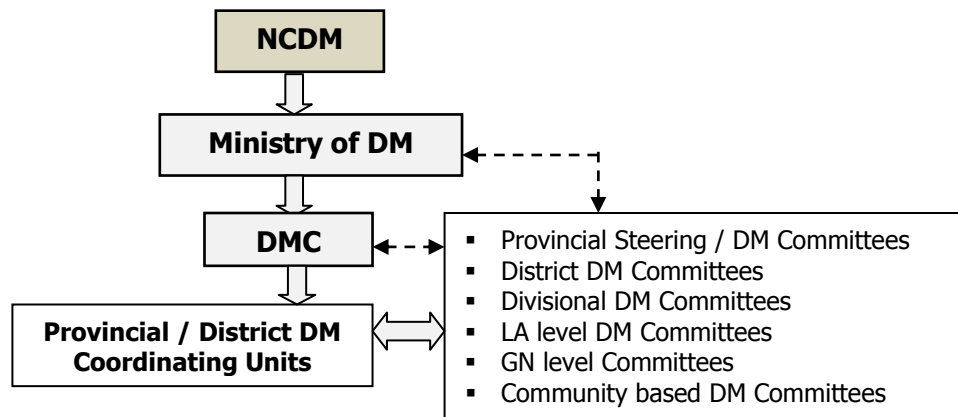 NCDM
Ministry of DM
DMC
Provincial / District DM
Coordinating Units
▪ Provincial Steering / DM Committees
▪ District DM Committees
▪ Divisional DM Committees
▪ LA level DM Committees
▪ GN level Committees
▪ Community based DM Committees